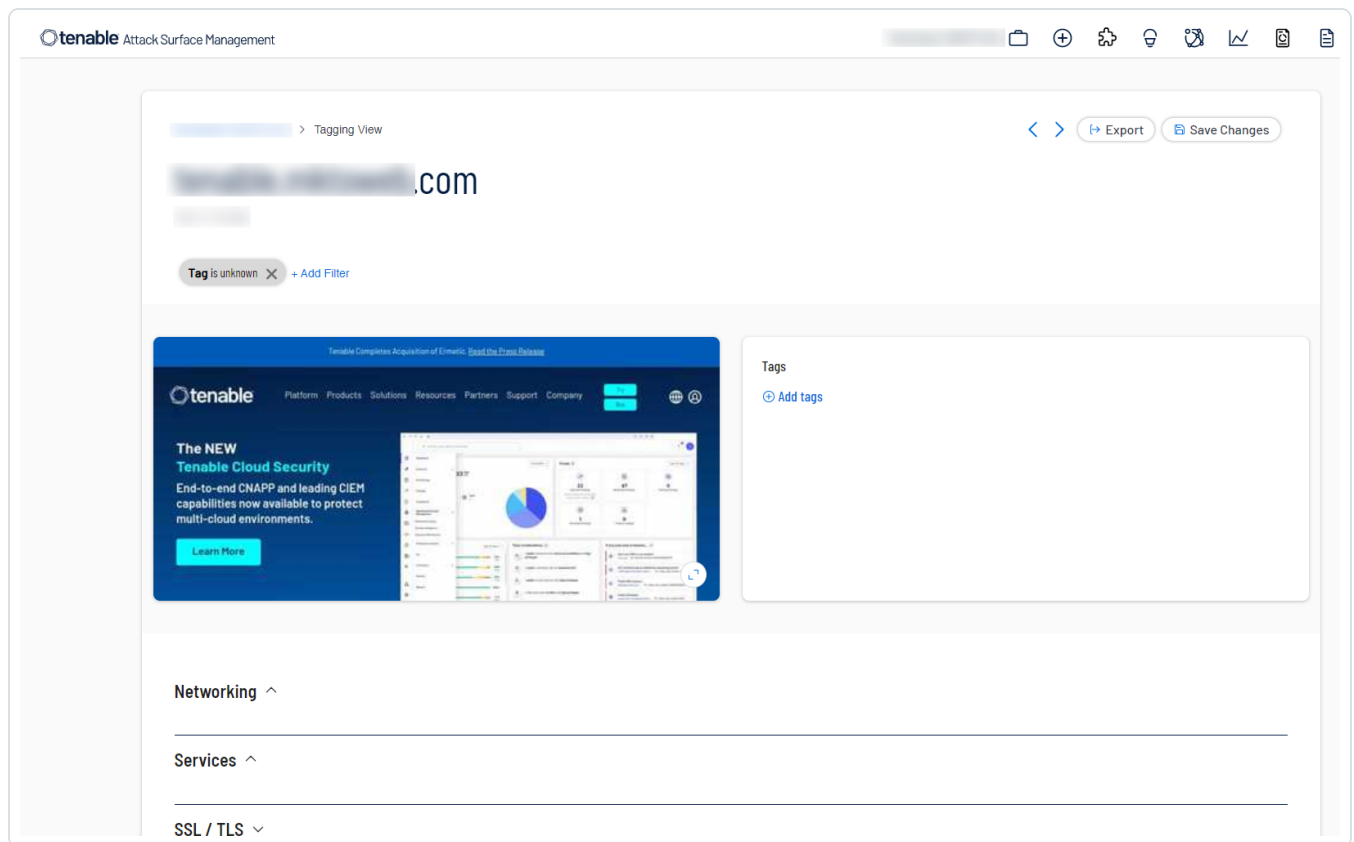 tenable Attack Surface Management
> Tagging View
Export
Save Changes
.com
Tag is unknown
+ Add Filter
Tenable Completes Acquisition of Ermetic. Read the Press Release
tenable
Platform Products Solutions Resources Partners Support Company
Try
Buy
The NEW
Tenable Cloud Security
End-to-end CNAPP and leading CIEM
capabilities now available to protect
multi-cloud environments.
Learn More
Tags
Add tags
Networking
Services
SSL / TLS